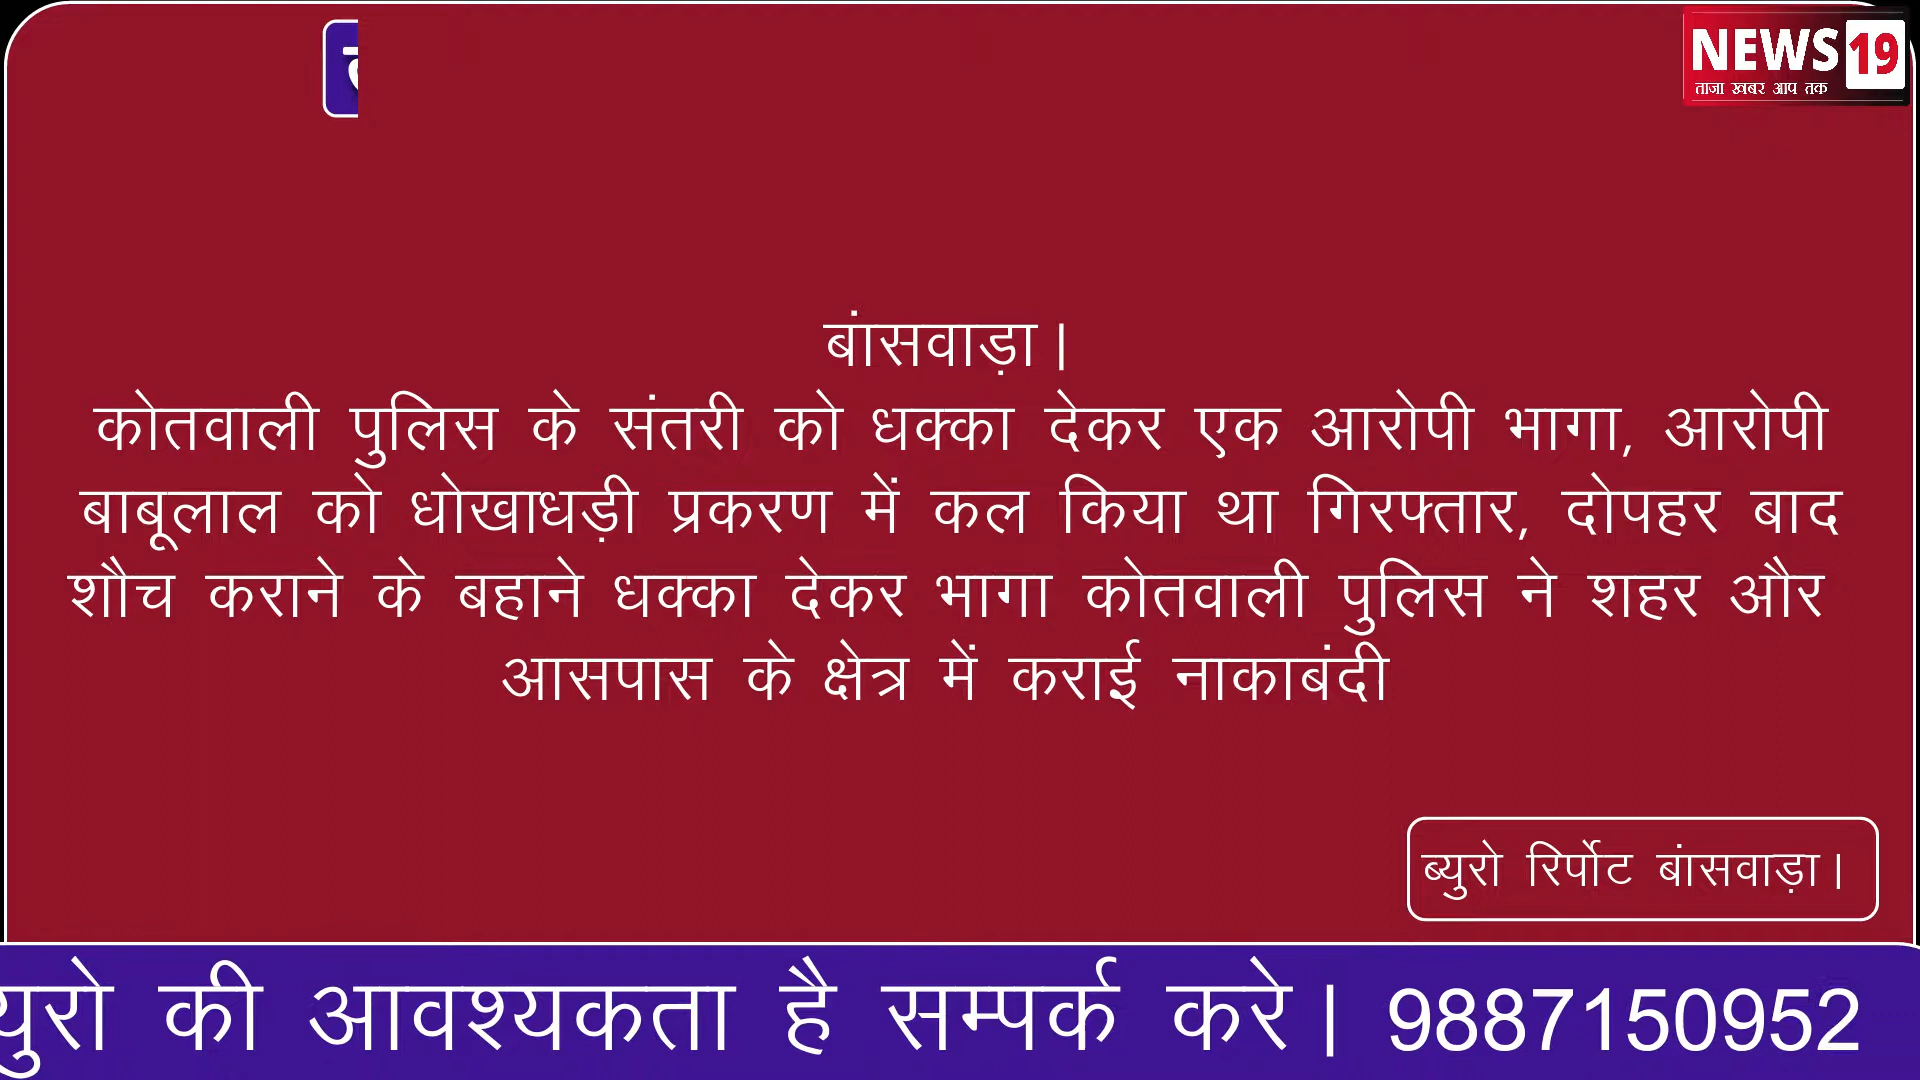 NEWS 19
ताजा खबर आप तक
बांसवाड़ा।
कोतवाली पुलिस के संतरी को धक्का देकर एक आरोपी भागा, आरोपी
बाबूलाल को धोखाधड़ी प्रकरण में कल किया था गिरफ्तार, दोपहर बाद
शौच कराने के बहाने धक्का देकर भागा कोतवाली पुलिस ने शहर और
आसपास के क्षेत्र में कराई नाकाबंदी
ब्युरो रिर्पोट बांसवाड़ा।
की आवश्यकता है सम्पर्क करे। 9887150952